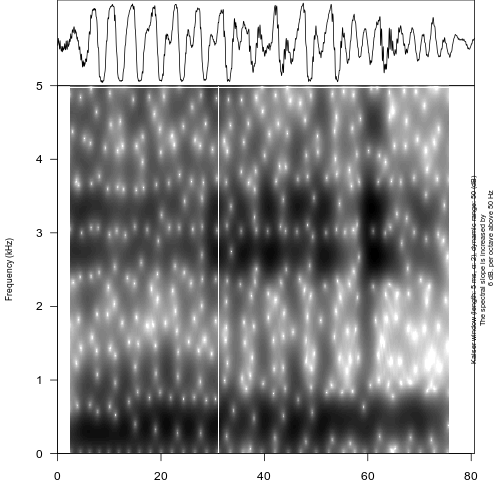 5
4
3
2
1
0
Frequency (kHz)
0
20
40
60
80
Kaiser window (length: 5 ms, α: 2), dynamic range: 50 (dB)
The spectral slope is increased by
6 dB. per octave above 50 Hz